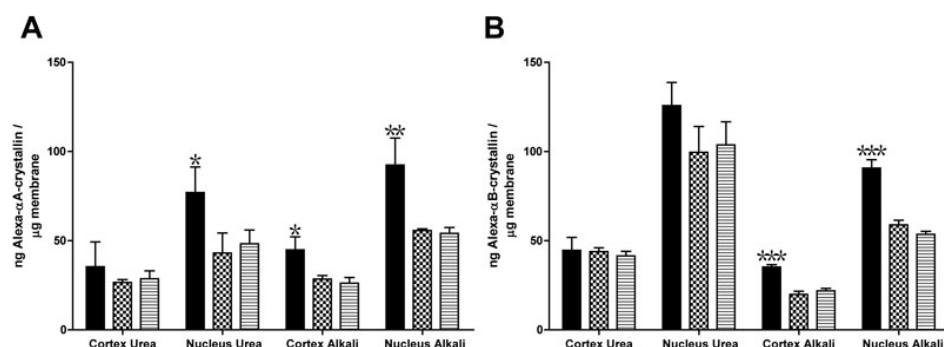 A
B
ng Alexa-αA-crystallin /
µg membrane
150
100
50
0
*
*
**
Cortex Urea Nucleus Urea Cortex Alkali Nucleus Alkali
ng Alexa-αB-crystallin /
µg membrane
150
100
50
0
***
***
Cortex Urea Nucleus Urea Cortex Alkali Nucleus Alkali